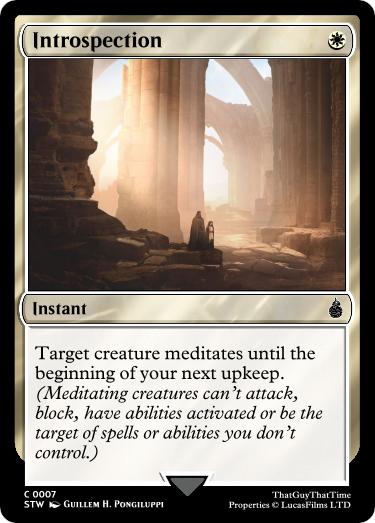 Introspection
Instant
Target creature meditates until the
beginning of your next upkeep.
(Meditating creatures can't attack,
block, have abilities activated or be the
target of spells or abilities you don't
control.)
C 0007
ThatGuyThatTime
STW Guillem H. Pongiluppi
Properties © LucasFilms LTD